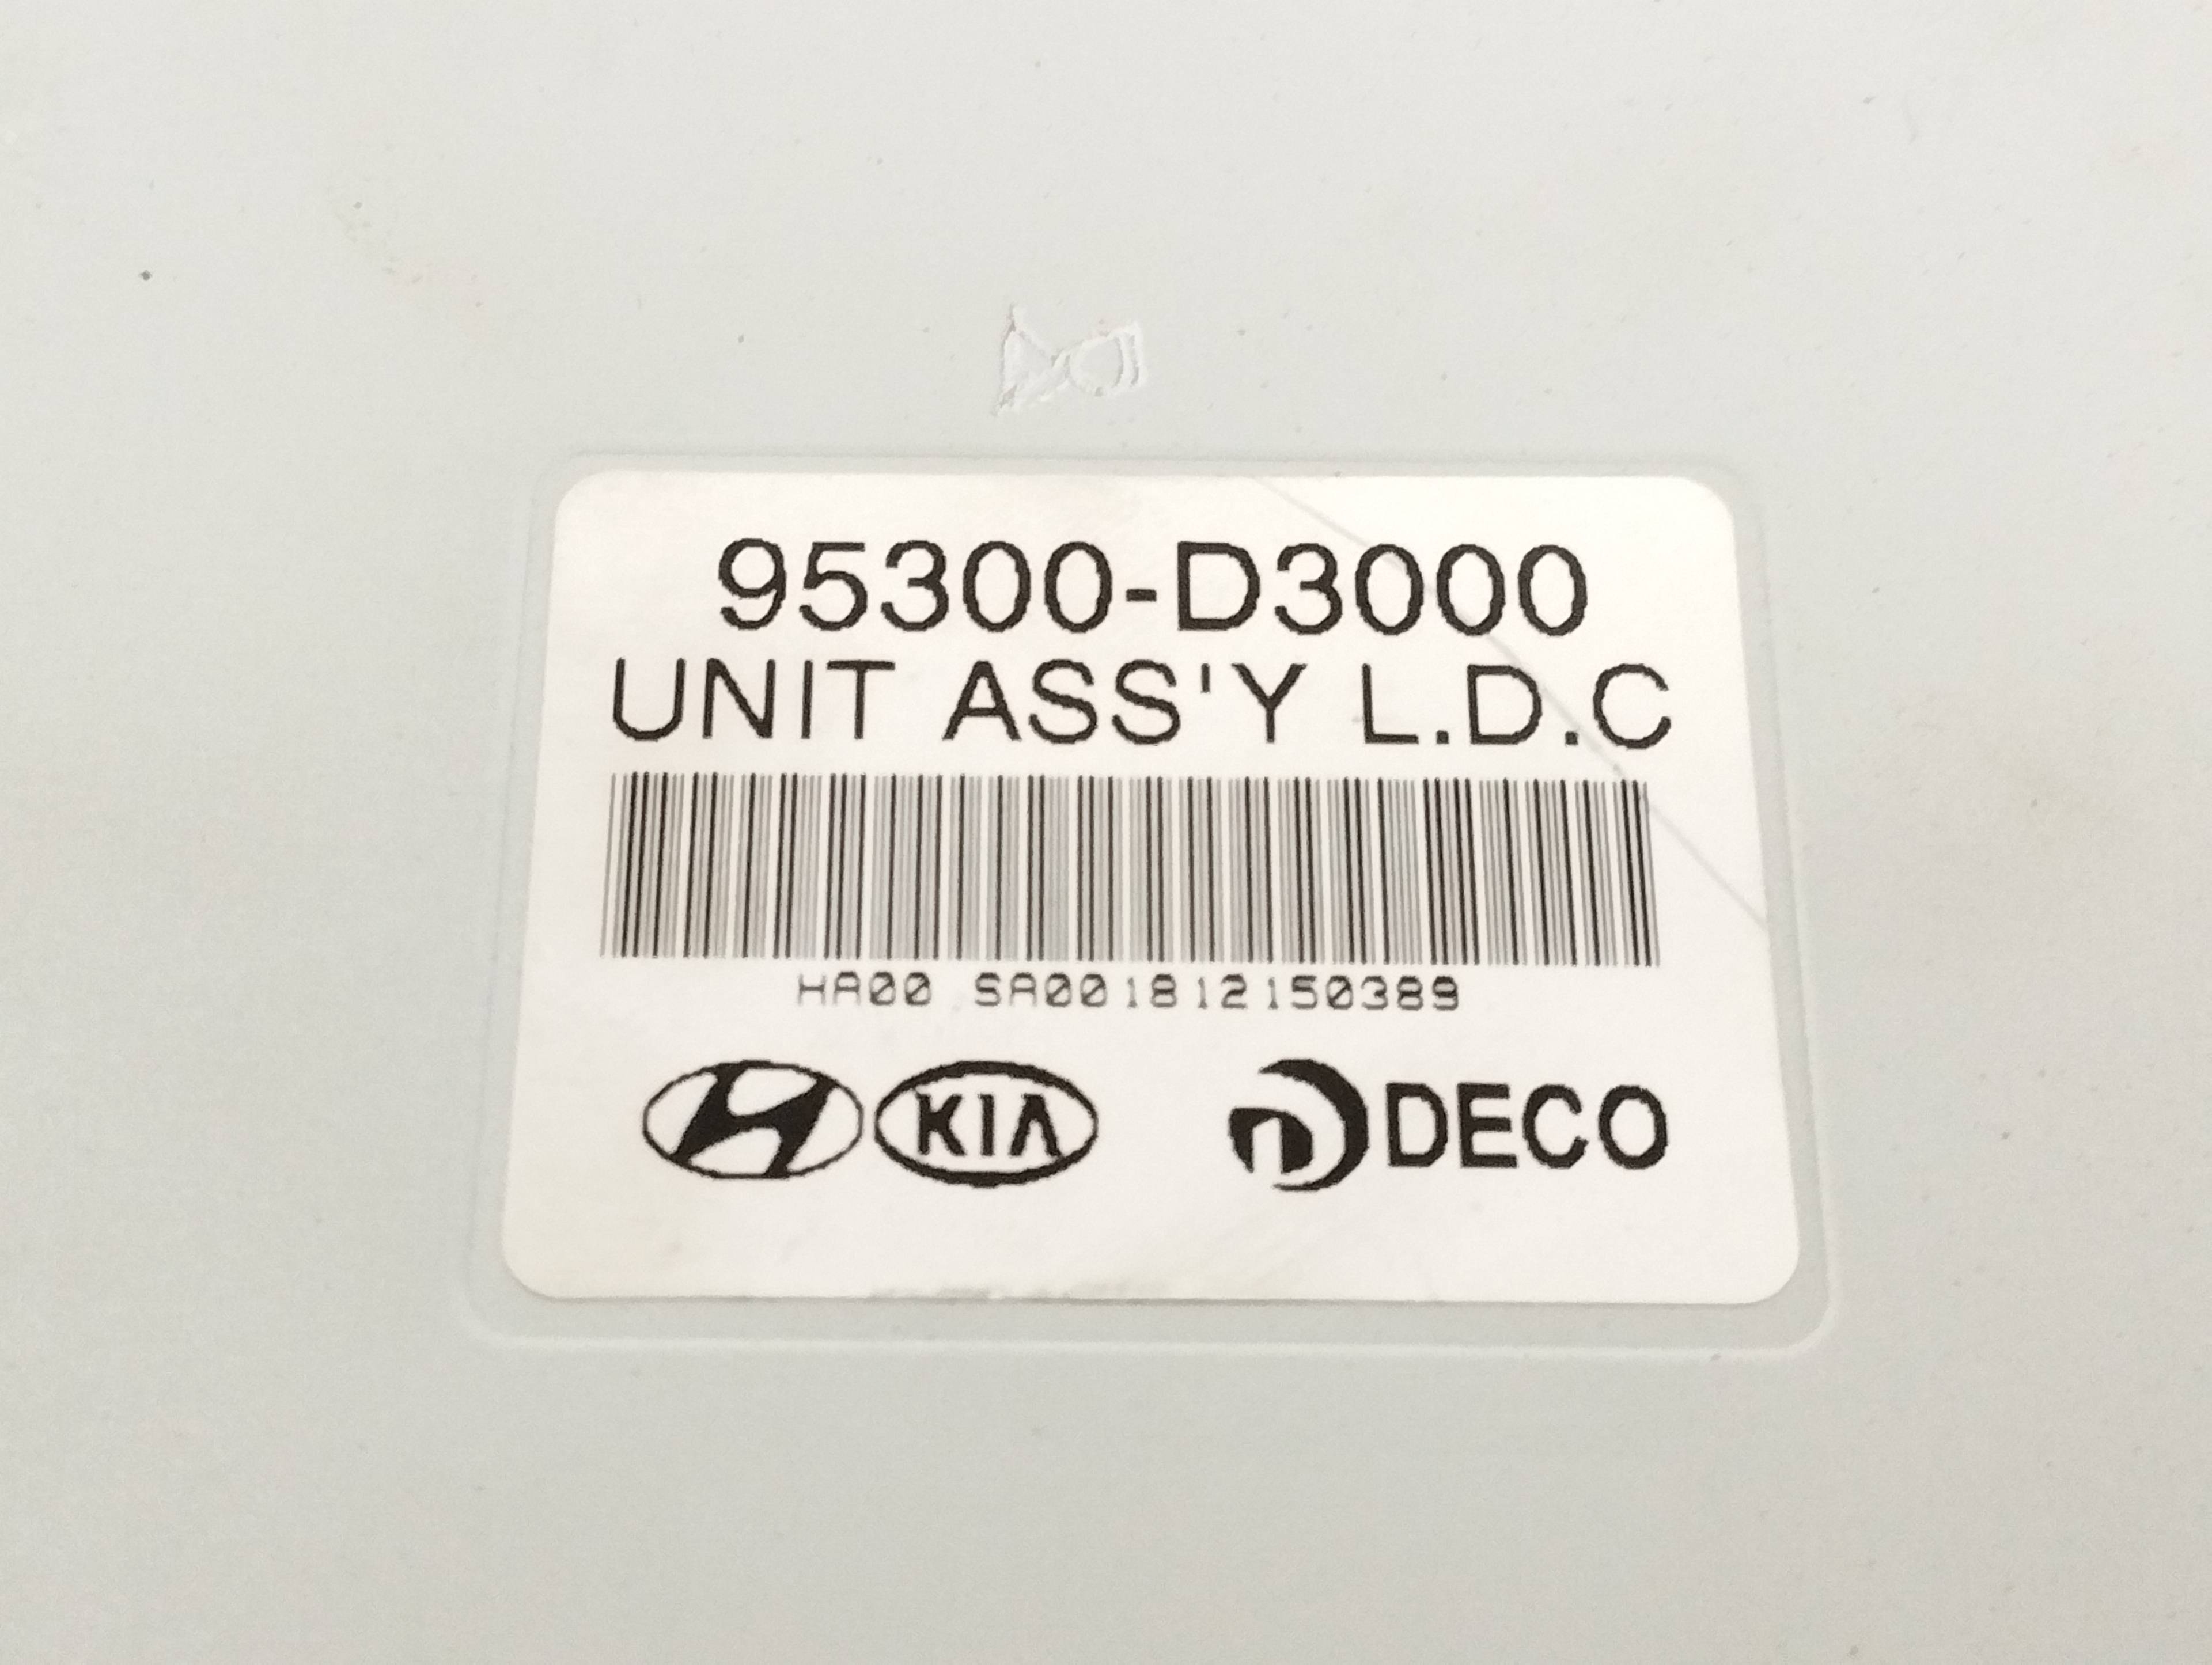 95300-D3000
UNIT ASS'Y L.D.C
HA00 SA001812150389
KIA DECO